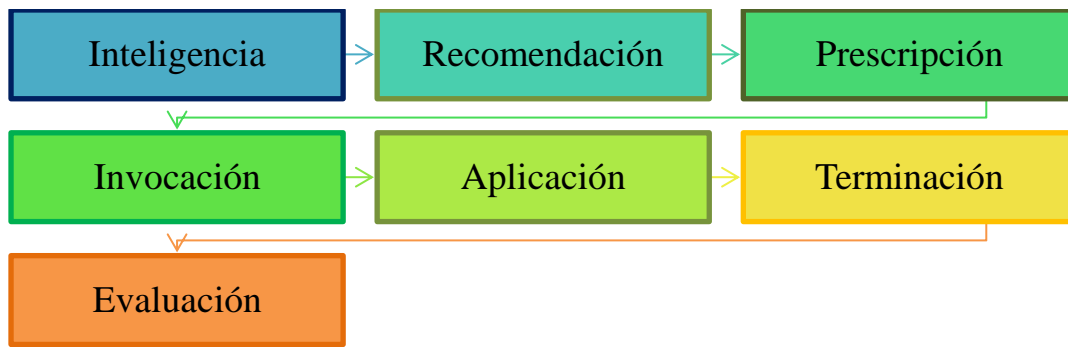 Inteligencia
Recomendación
Prescripción
Invocación
Aplicación
Terminación
Evaluación